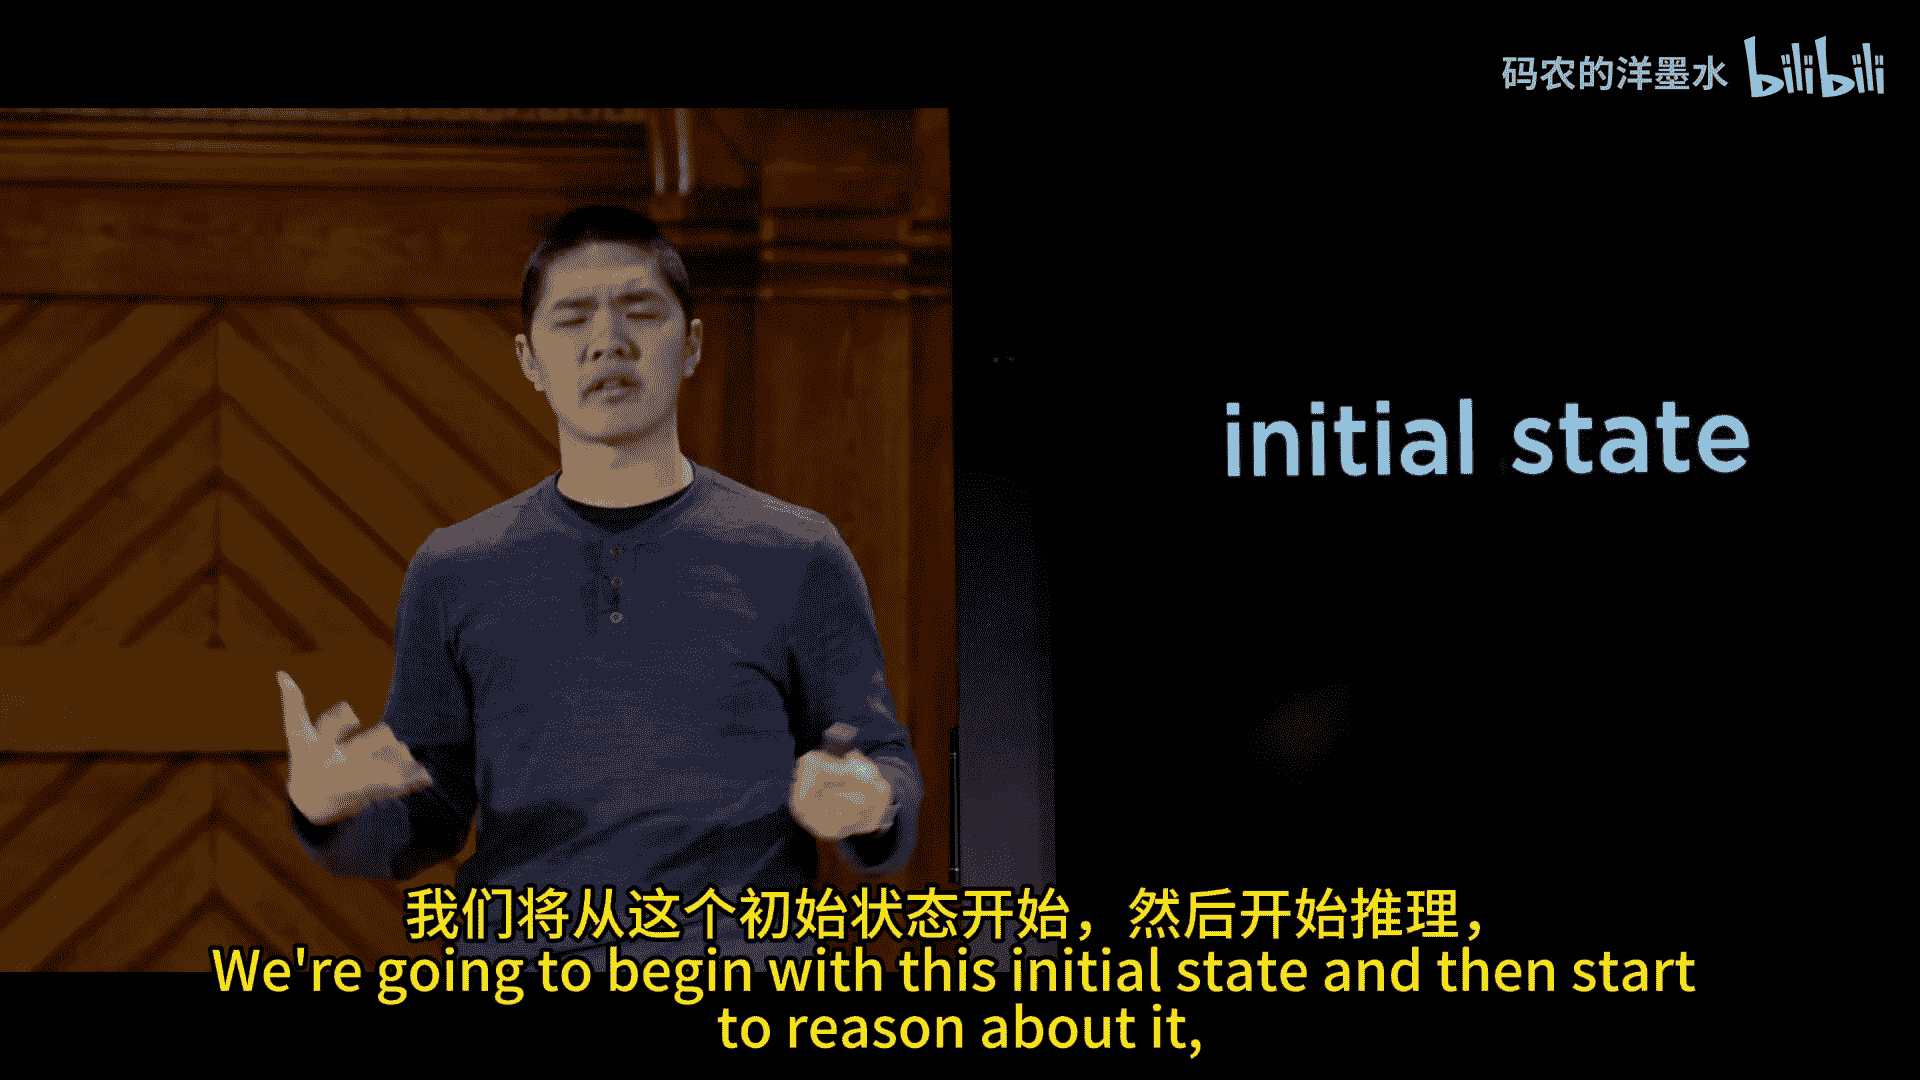 码农的洋墨水 bilibili
initial state
我们将从这个初始状态开始，然后开始推理，
We're going to begin with this initial state and then start
to reason about it,